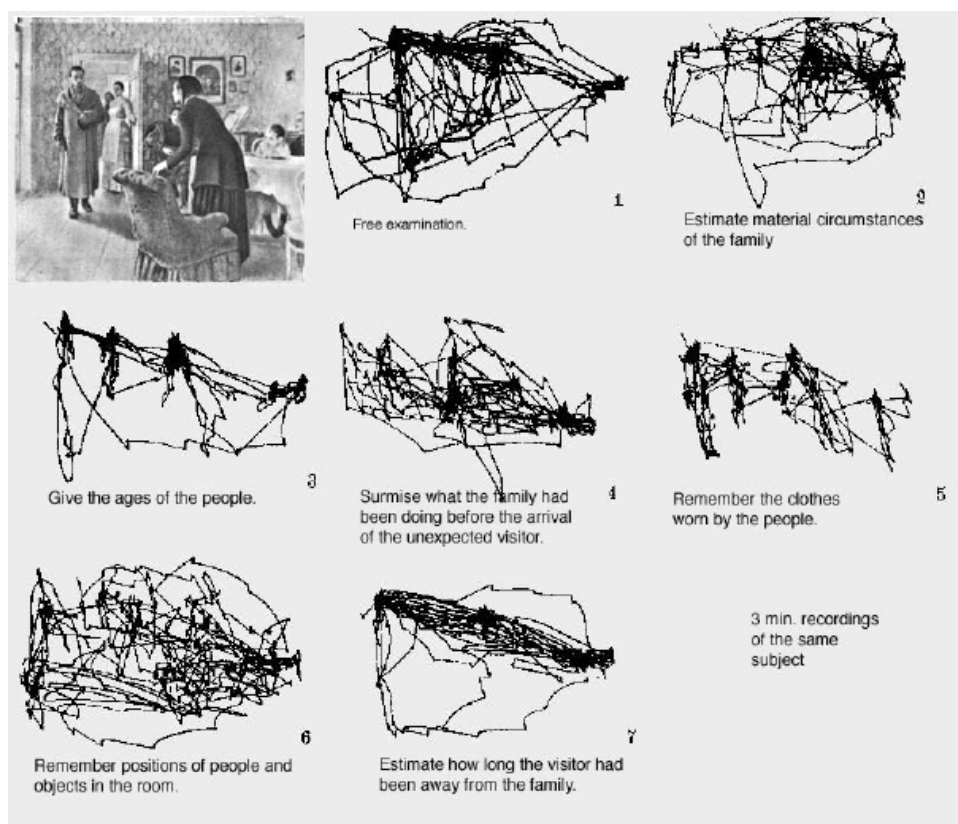 1
Free examination.
2
Estimate material circumstances
of the family
3
Give the ages of the people.
4
Surmise what the family had
been doing before the arrival
of the unexpected visitor.
5
Remember the clothes
worn by the people.
6
Remember positions of people and
objects in the room.
7
Estimate how long the visitor had
been away from the family.
3 min. recordings
of the same
subject